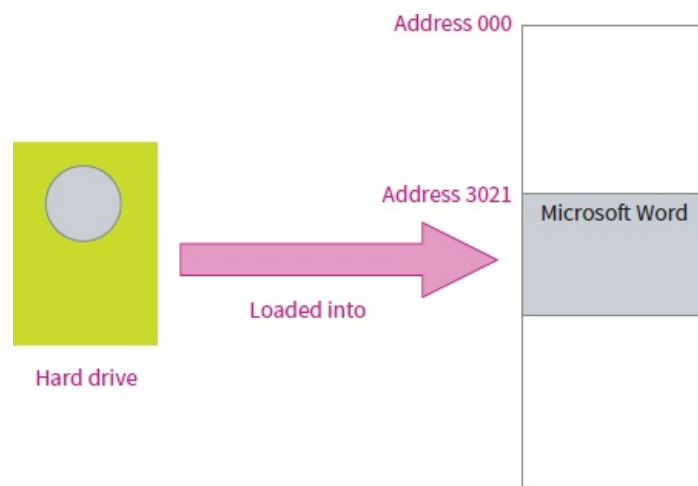 Address 000
Address 3021
Microsoft Word
Loaded into
Hard drive